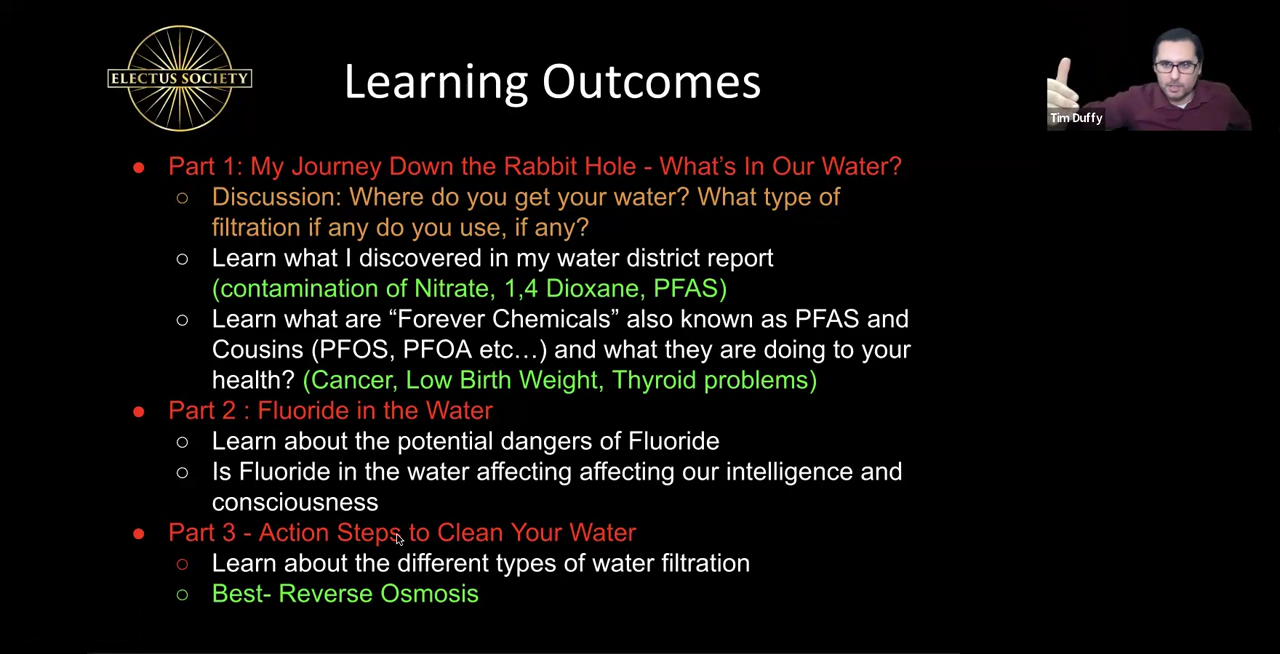 ELECTUS SOCIETY
Learning Outcomes
Tim Duffy
● Part 1: My Journey Down the Rabbit Hole - What's In Our Water?
○ Discussion: Where do you get your water? What type of
filtration if any do you use, if any?
○ Learn what I discovered in my water district report
(contamination of Nitrate, 1,4 Dioxane, PFAS)
○ Learn what are “Forever Chemicals” also known as PFAS and
Cousins (PFOS, PFOA etc…) and what they are doing to your
health? (Cancer, Low Birth Weight, Thyroid problems)
● Part 2 : Fluoride in the Water
○ Learn about the potential dangers of Fluoride
○ Is Fluoride in the water affecting affecting our intelligence and
consciousness
● Part 3 - Action Steps to Clean Your Water
○ Learn about the different types of water filtration
○ Best- Reverse Osmosis